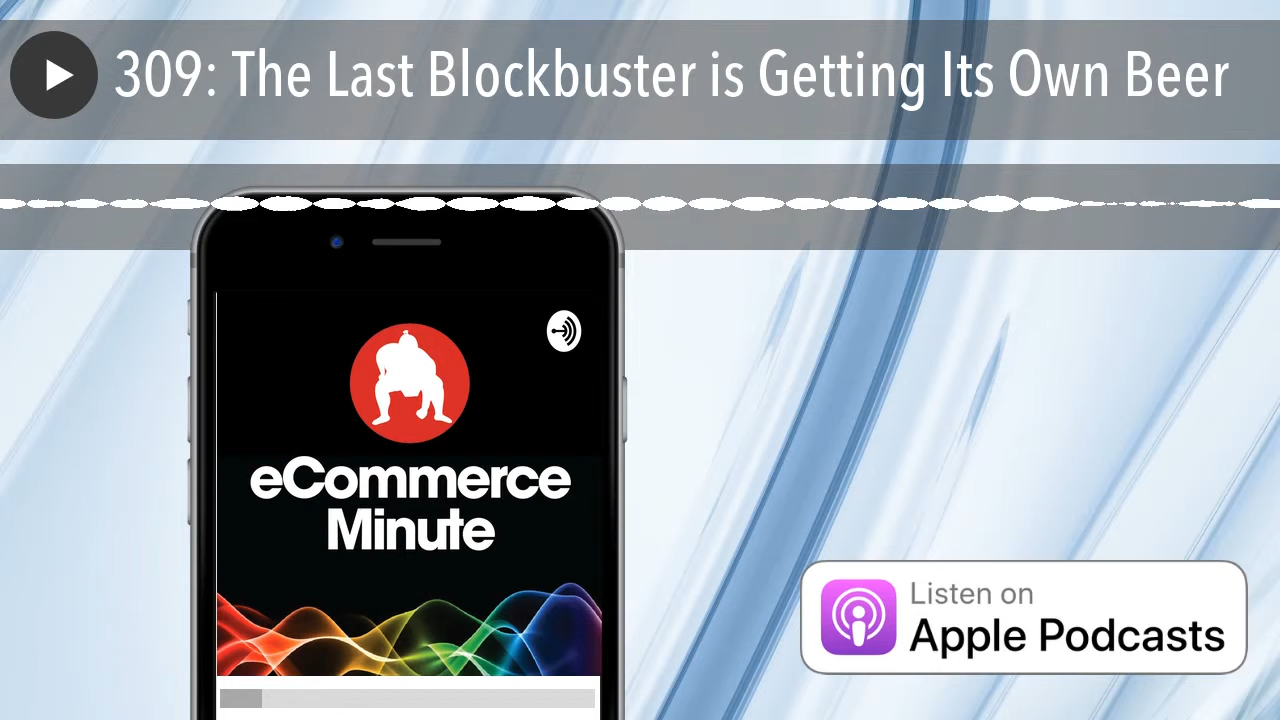 309: The Last Blockbuster is Getting Its Own Beer
eCommerce
Minute
Listen on
Apple Podcasts